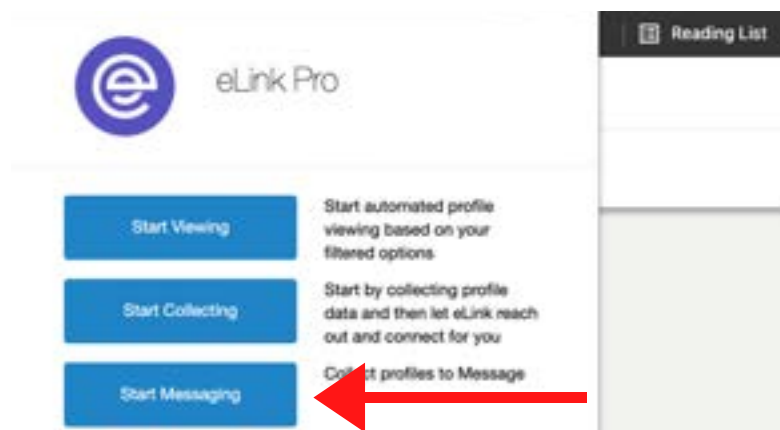 Reading List
eLink Pro
Start Viewing
Start automated profile
viewing based on your
filtered options
Start Collecting
Start by collecting profile
data and then let eLink reach
out and connect for you
Start Messaging
Collect profiles to Message